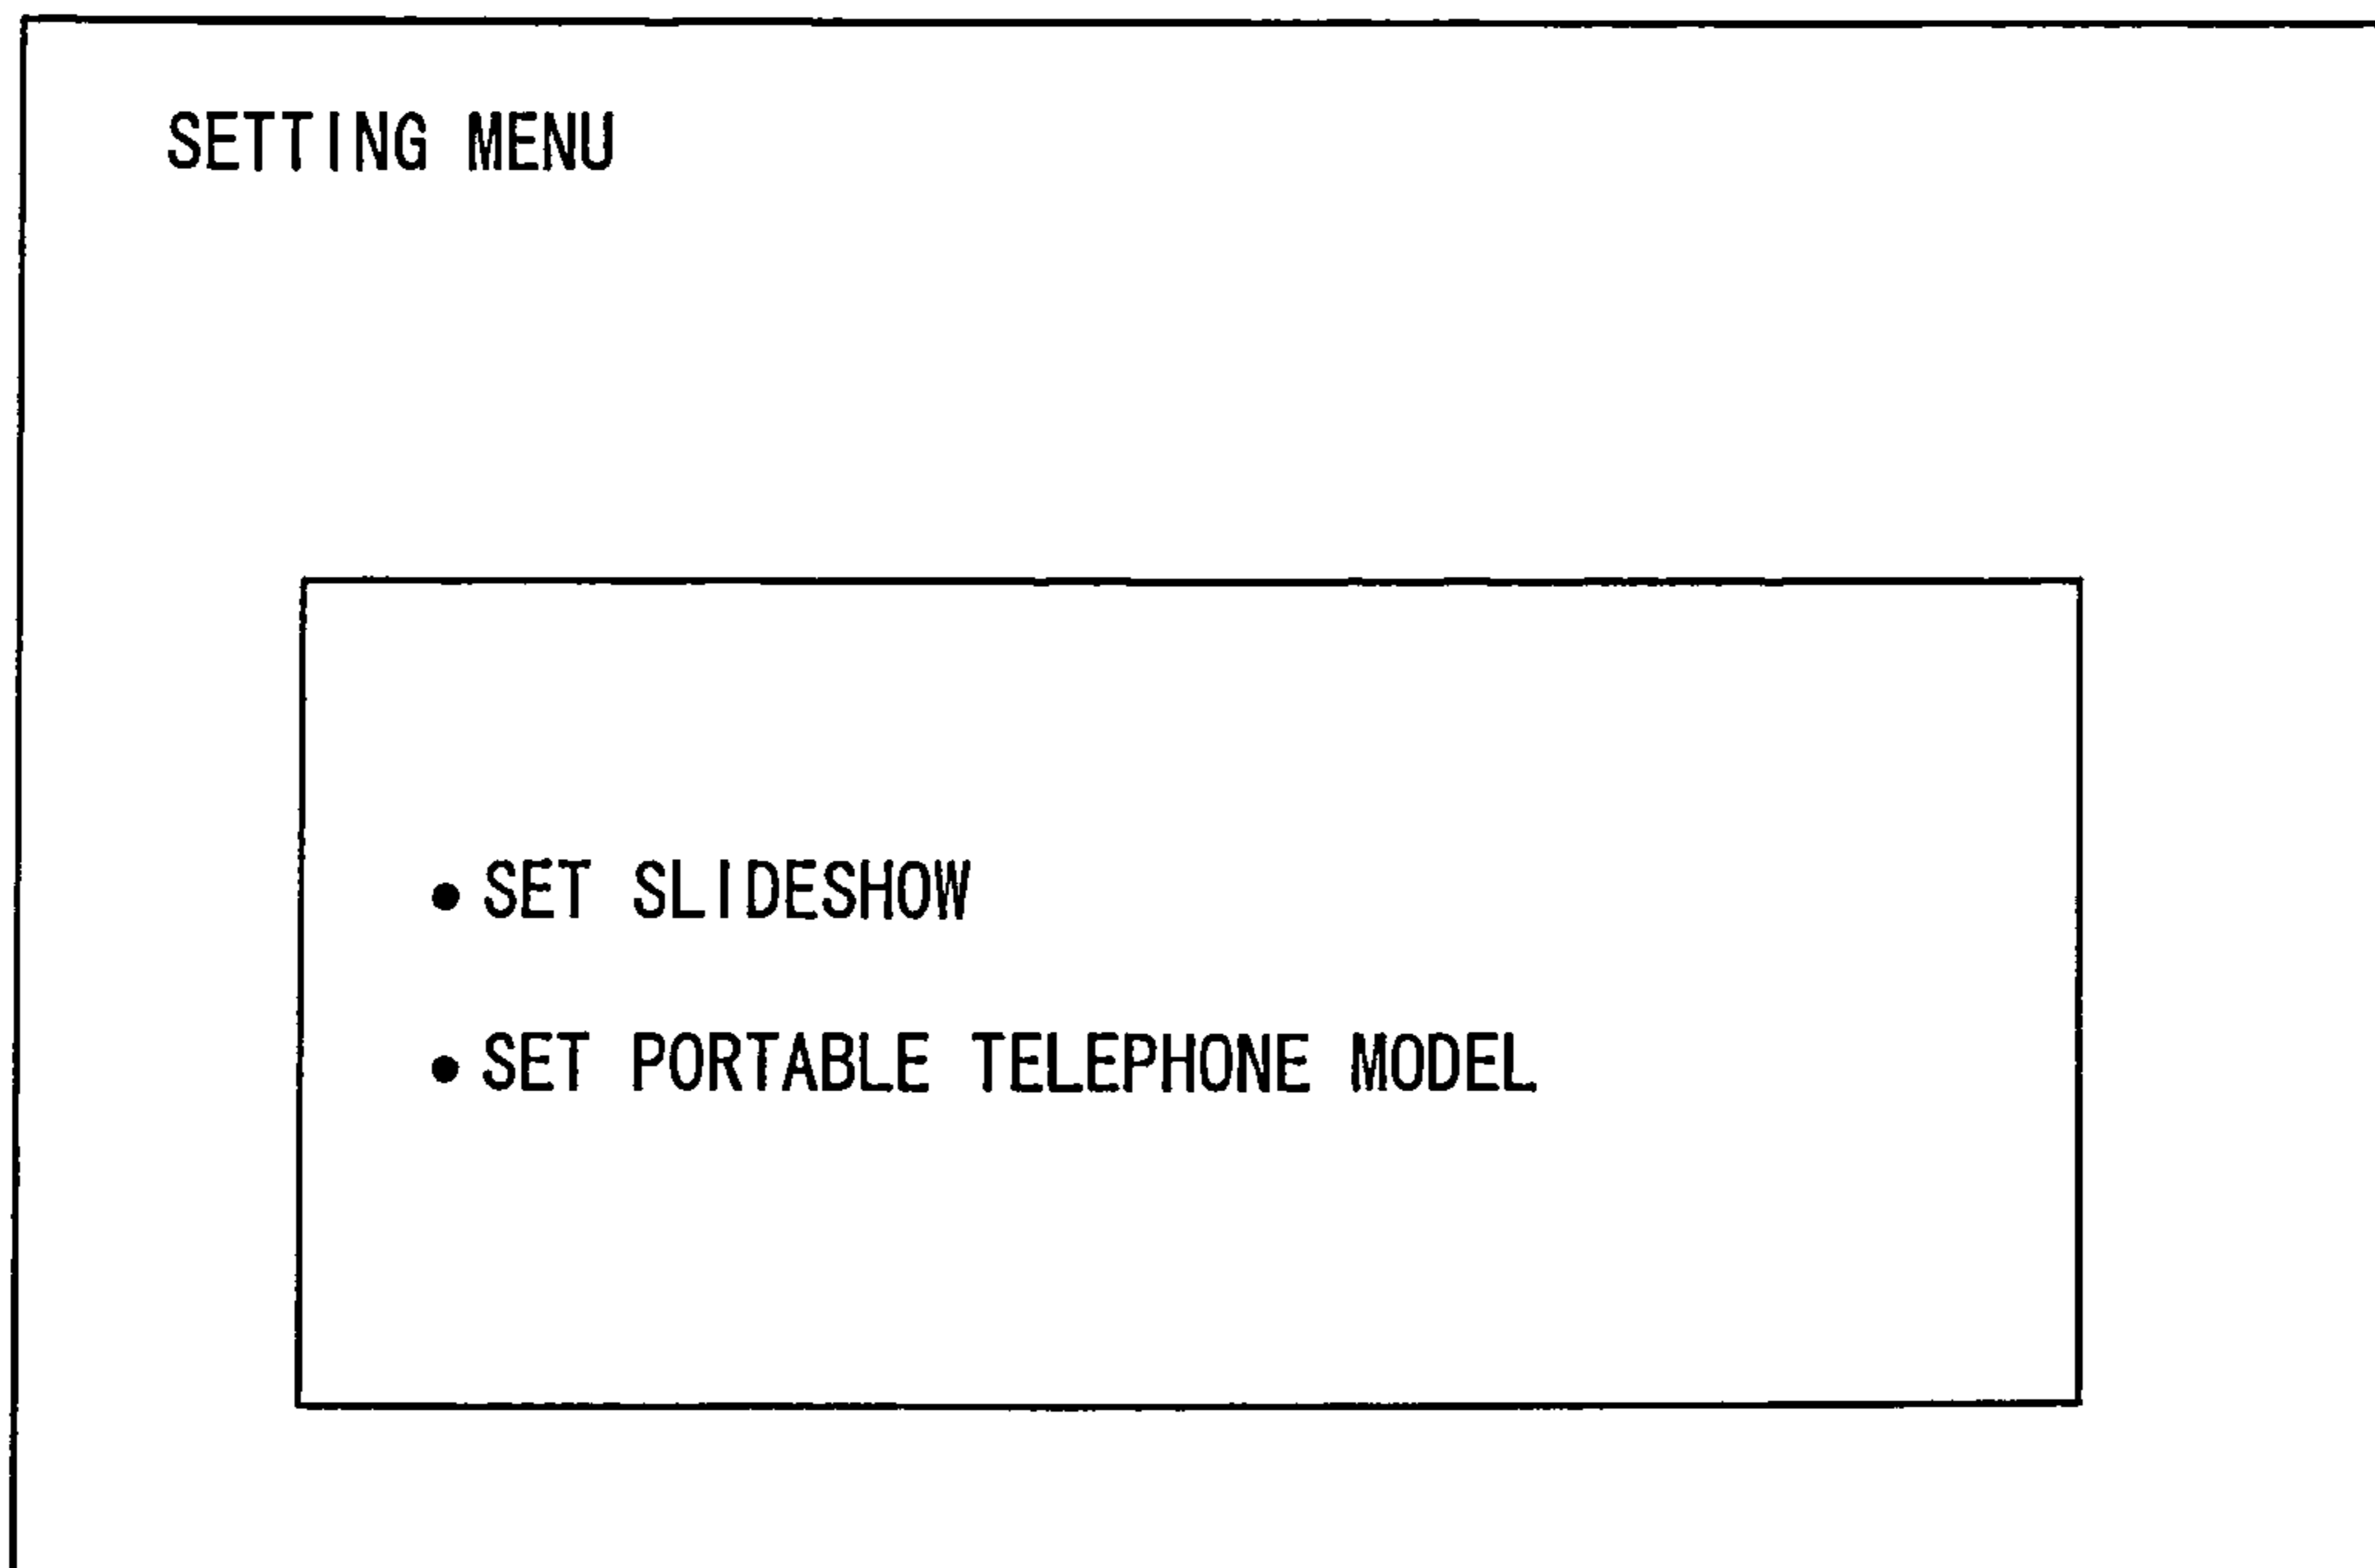 SETTING MENU
● SET SLIDESHOW
● SET PORTABLE TELEPHONE MODEL